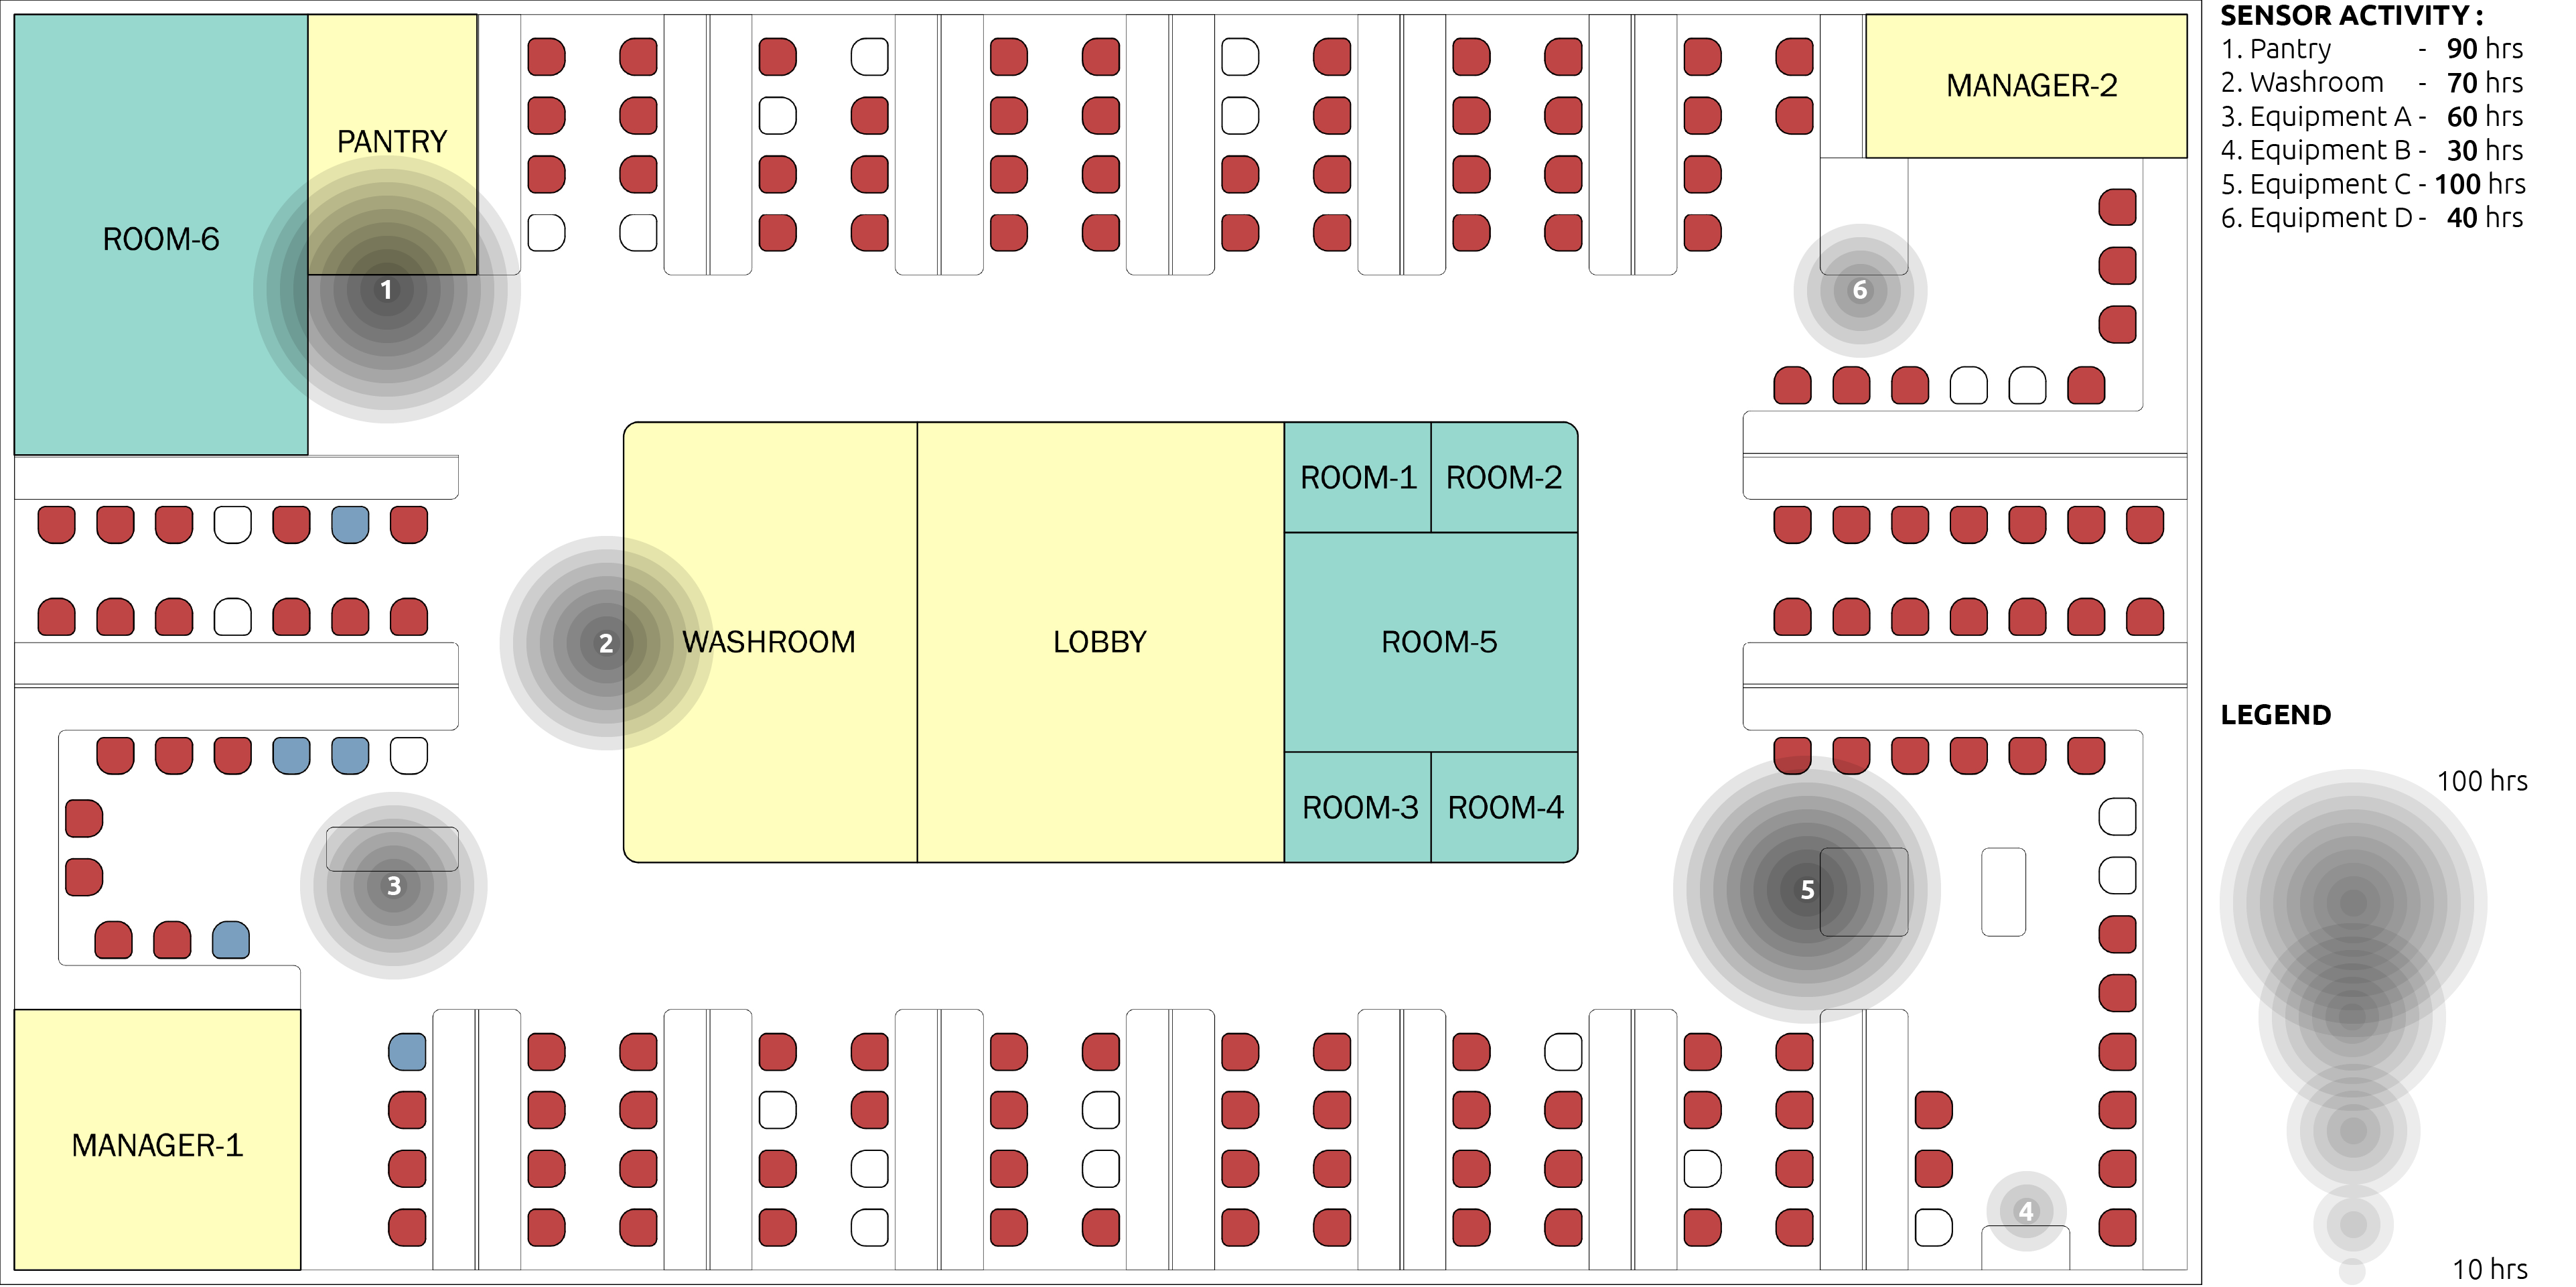 SENSOR ACTIVITY :
1. Pantry - 90 hrs
2. Washroom - 70 hrs
3. Equipment A - 60 hrs
4. Equipment B - 30 hrs
5. Equipment C - 100 hrs
6. Equipment D - 40 hrs
MANAGER-2
PANTRY
ROOM-6
1
6
ROOM-1
ROOM-2
2
WASHROOM
LOBBY
ROOM-5
ROOM-3
ROOM-4
3
5
MANAGER-1
4
LEGEND
100 hrs
10 hrs